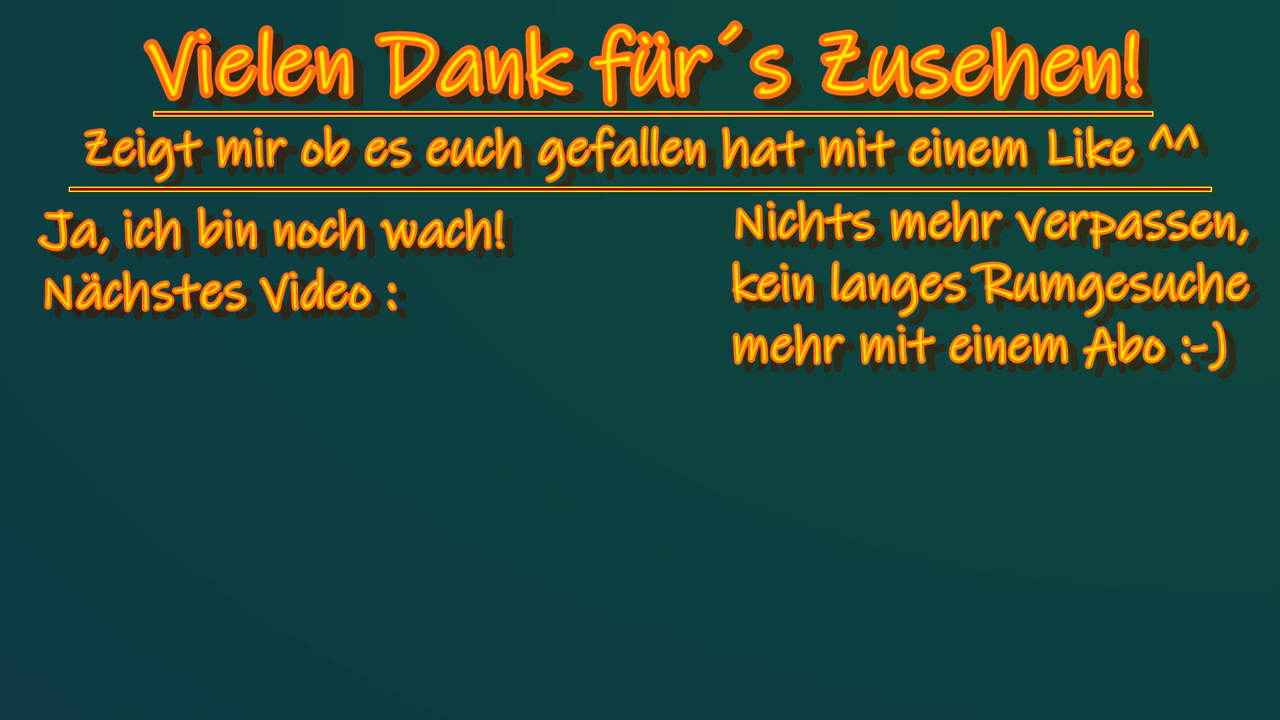 Vielen Dank für´s Zusehen!
Zeigt mir ob es euch gefallen hat mit einem Like ^^
Ja, ich bin noch wach!
Nächstes Video :
Nichts mehr verpassen,
kein langes Rumgesuche
mehr mit einem Abo :-)